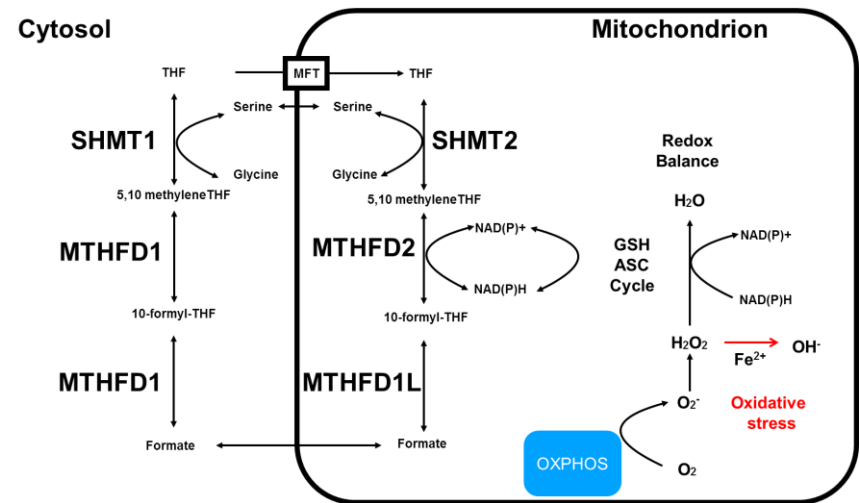 Cytosol
Mitochondrion
THF
MFT
THF
Serine
Serine
SHMT1
SHMT2
Glycine
Glycine
5,10 methyleneTHF
5,10 methyleneTHF
MTHFD1
MTHFD2
NAD(P)+
NAD(P)H
10-formyl-THF
10-formyl-THF
MTHFD1
MTHFD1L
Formate
Formate
Redox
Balance
H₂O
GSH
ASC
Cycle
NAD(P)+
NAD(P)H
H₂O₂
Fe²⁺
OH⁻
O₂⁻
Oxidative
stress
OXPHOS
O₂